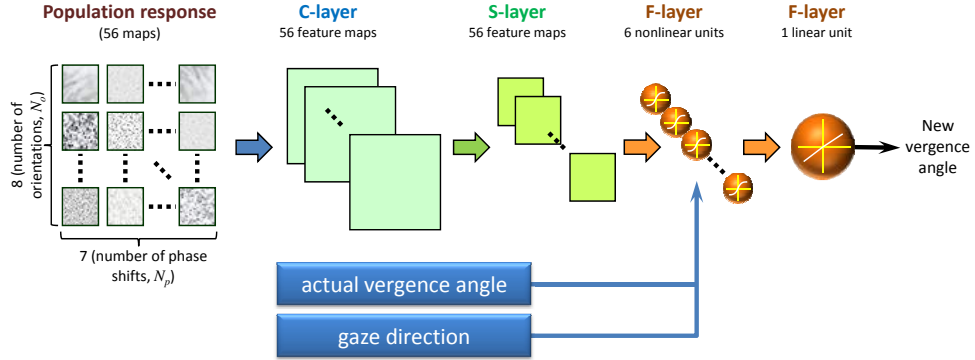 Population response
(56 maps)
C-layer
56 feature maps
S-layer
56 feature maps
F-layer
6 nonlinear units
F-layer
1 linear unit
8 (number of
orientations, Nₒ)
7 (number of phase
shifts, Nₚ)
New
vergence
angle
actual vergence angle
gaze direction